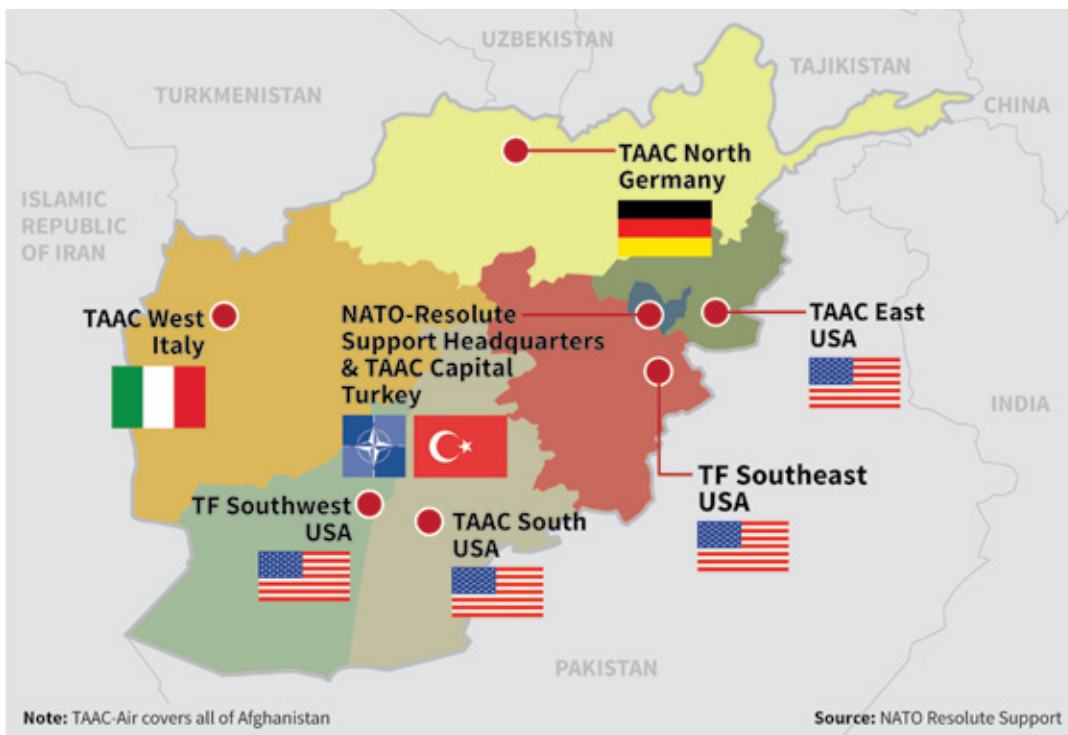 UZBEKISTAN
TAJIKISTAN
TURKMENISTAN
CHINA
TAAC North
Germany
ISLAMIC
REPUBLIC
OF IRAN
TAAC West
Italy
NATO-Resolute
Support Headquarters
& TAAC Capital
Turkey
TAAC East
USA
INDIA
TF Southeast
USA
TF Southwest
USA
TAAC South
USA
PAKISTAN
Note: TAAC-Air covers all of Afghanistan
Source: NATO Resolute Support